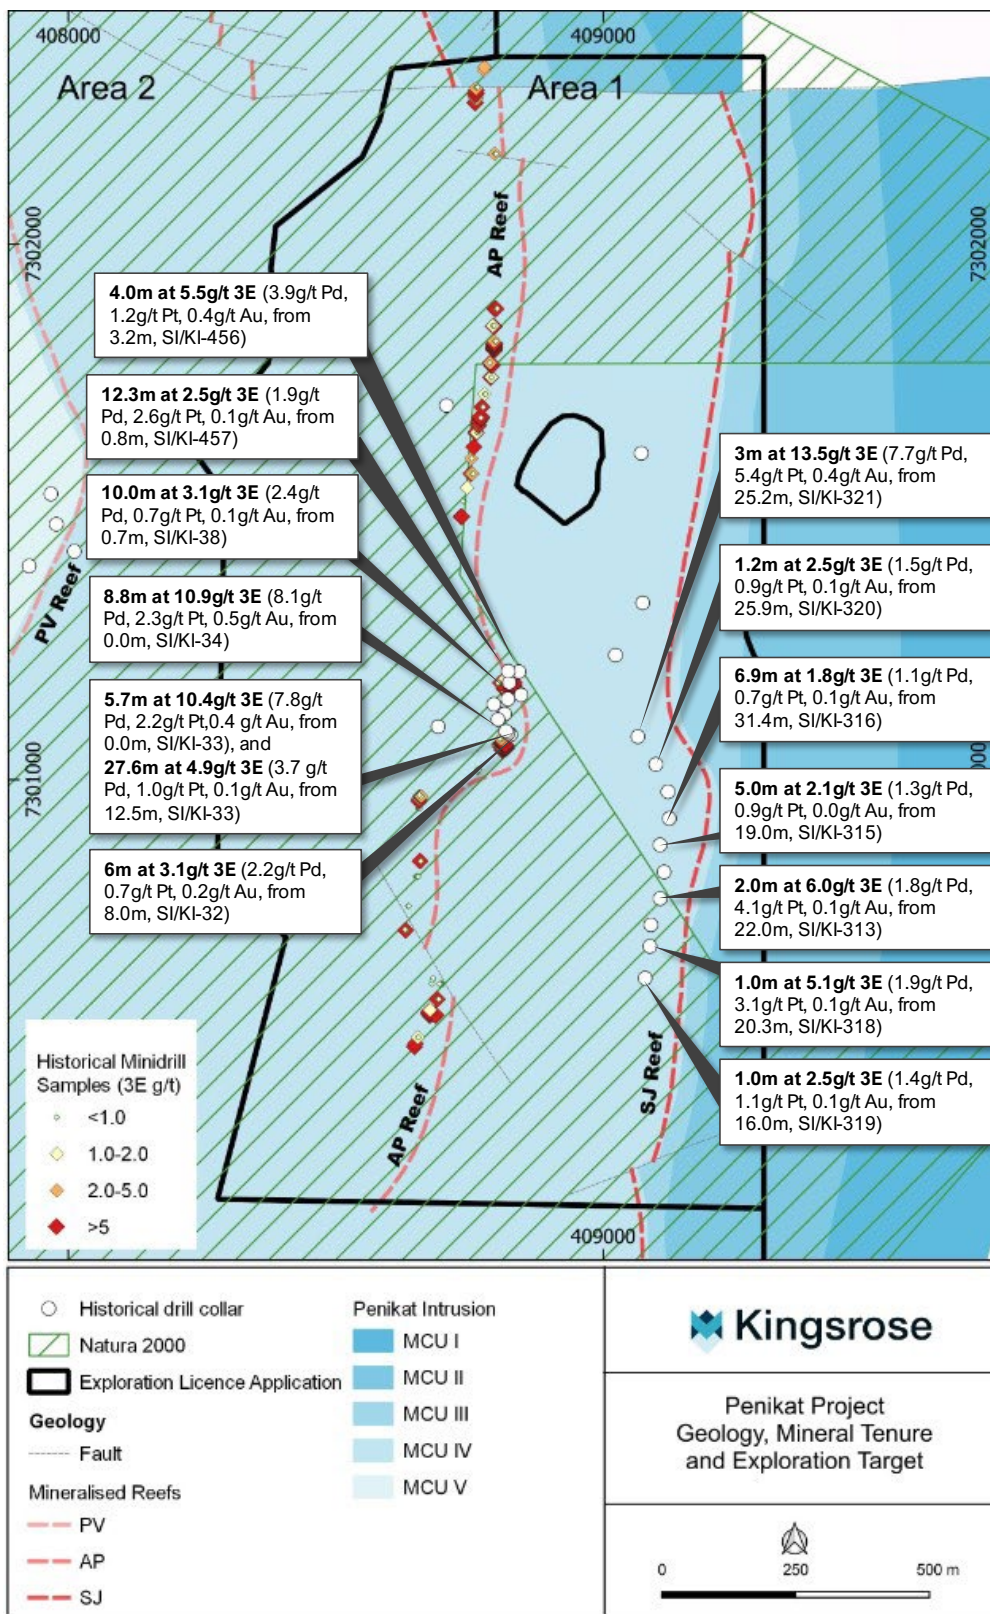 408000
409000
Area 2
Area 1
7302000
7302000
AP Reef
4.0m at 5.5g/t 3E (3.9g/t Pd,
1.2g/t Pt, 0.4g/t Au, from
3.2m, SI/KI-456)
12.3m at 2.5g/t 3E (1.9g/t
Pd, 2.6g/t Pt, 0.1g/t Au, from
0.8m, SI/KI-457)
10.0m at 3.1g/t 3E (2.4g/t
Pd, 0.7g/t Pt, 0.1g/t Au, from
0.7m, SI/KI-38)
8.8m at 10.9g/t 3E (8.1g/t
Pd, 2.3g/t Pt, 0.5g/t Au, from
0.0m, SI/KI-34)
5.7m at 10.4g/t 3E (7.8g/t
Pd, 2.2g/t Pt,0.4 g/t Au, from
0.0m, SI/KI-33), and
27.6m at 4.9g/t 3E (3.7 g/t
Pd, 1.0g/t Pt, 0.1g/t Au, from
12.5m, SI/KI-33)
6m at 3.1g/t 3E (2.2g/t Pd,
0.7g/t Pt, 0.2g/t Au, from
8.0m, SI/KI-32)
PV Reef
7301000
3m at 13.5g/t 3E (7.7g/t Pd,
5.4g/t Pt, 0.4g/t Au, from
25.2m, SI/KI-321)
1.2m at 2.5g/t 3E (1.5g/t Pd,
0.9g/t Pt, 0.1g/t Au, from
25.9m, SI/KI-320)
6.9m at 1.8g/t 3E (1.1g/t Pd,
0.7g/t Pt, 0.1g/t Au, from
31.4m, SI/KI-316)
5.0m at 2.1g/t 3E (1.3g/t Pd,
0.9g/t Pt, 0.0g/t Au, from
19.0m, SI/KI-315)
2.0m at 6.0g/t 3E (1.8g/t Pd,
4.1g/t Pt, 0.1g/t Au, from
22.0m, SI/KI-313)
1.0m at 5.1g/t 3E (1.9g/t Pd,
3.1g/t Pt, 0.1g/t Au, from
20.3m, SI/KI-318)
1.0m at 2.5g/t 3E (1.4g/t Pd,
1.1g/t Pt, 0.1g/t Au, from
16.0m, SI/KI-319)
SJ Reef
AP Reef
Historical Minidrill
Samples (3E g/t)
<1.0
1.0-2.0
2.0-5.0
>5
409000
Historical drill collar
Natura 2000
Exploration Licence Application
Geology
Fault
Mineralised Reefs
PV
AP
SJ
Penikat Intrusion
MCU I
MCU II
MCU III
MCU IV
MCU V
Kingsrose
Penikat Project
Geology, Mineral Tenure
and Exploration Target
0 250 500 m